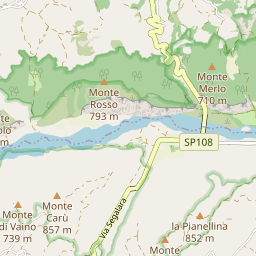 Monte
Rosso
793 m
Monte
Merlo
710 m
Monte
olo
m
SP108
Via Segalara
Monte
Carù
857 m
Monte
di Vaino
739 m
la Pianellina
852 m